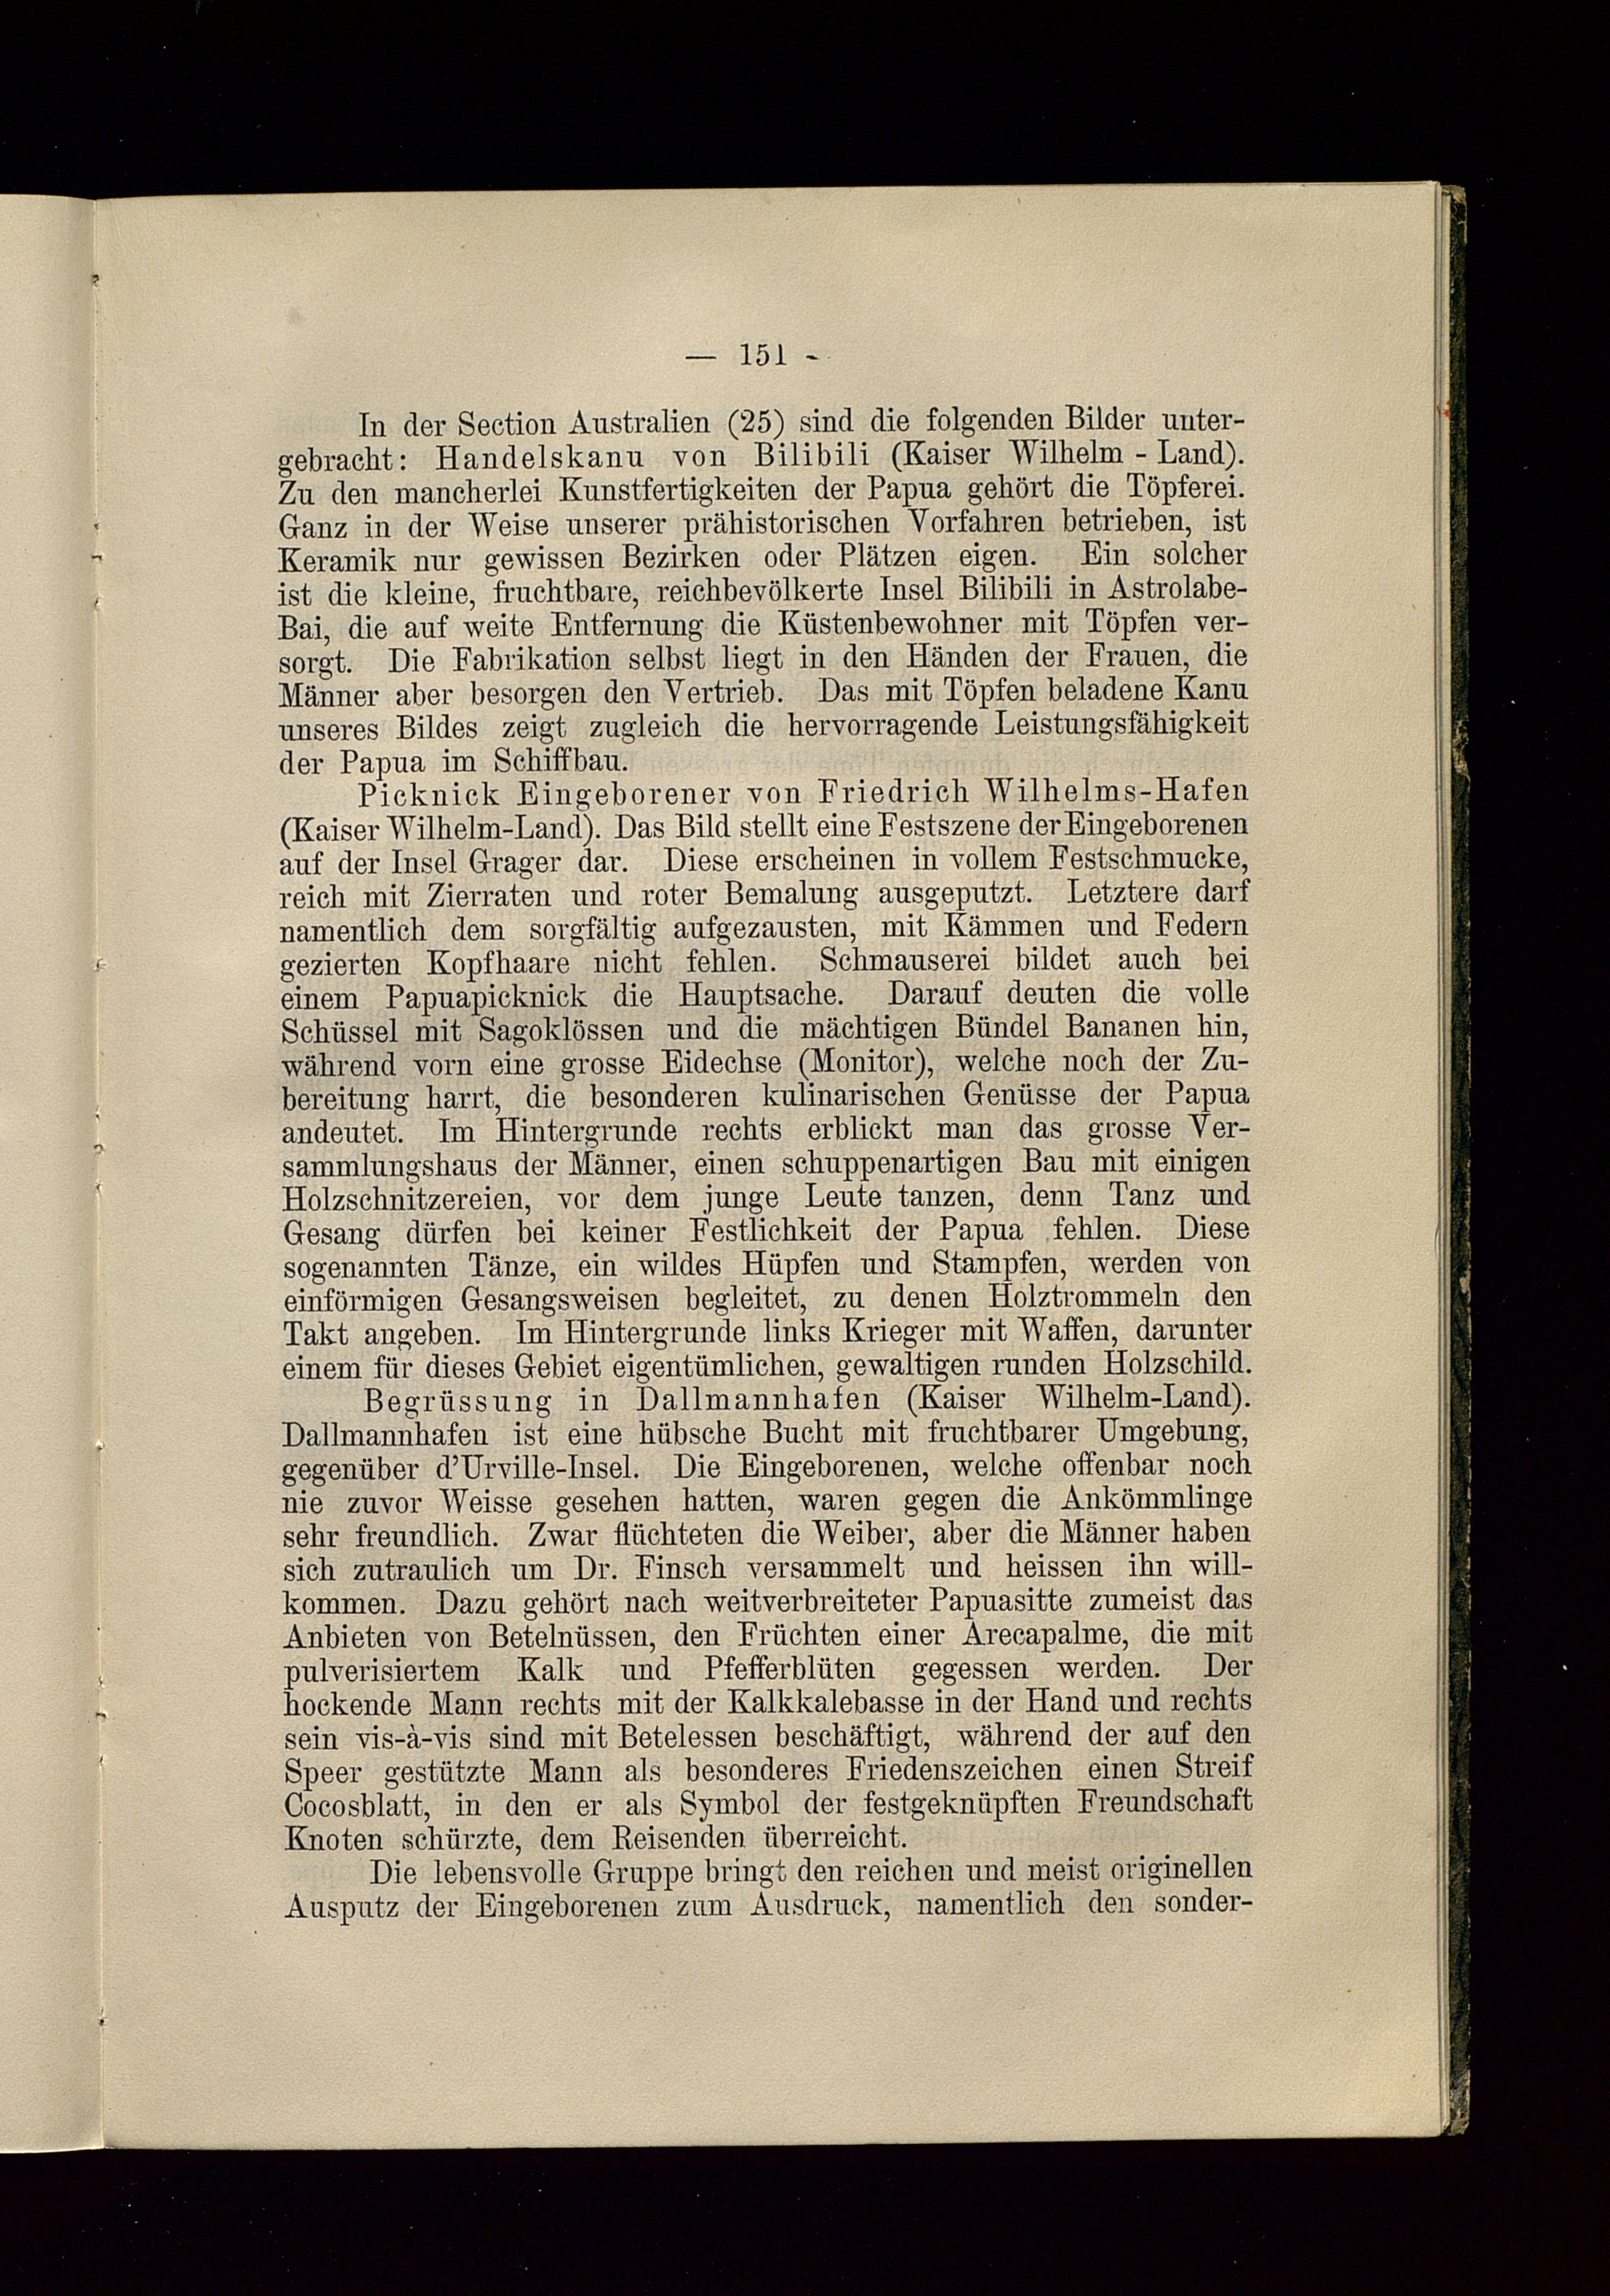 — 151 -
In der Section Australien (25) sind die folgenden Bilder unter-
gebracht: Handelskanu von Bilibili (Kaiser Wilhelm - Land).
Zu den mancherlei Kunstfertigkeiten der Papua gehört die Töpferei.
Ganz in der Weise unserer prähistorischen Vorfahren betrieben, ist
Keramik nur gewissen Bezirken oder Plätzen eigen. Ein solcher
ist die kleine, fruchtbare, reichbevölkerte Insel Bilibili in Astrolabe-
Bai, die auf weite Entfernung die Küstenbewohner mit Töpfen ver-
sorgt. Die Fabrikation selbst liegt in den Händen der Frauen, die
Männer aber besorgen den Vertrieb. Das mit Töpfen beladene Kanu
unseres Bildes zeigt zugleich die hervorragende Leistungsfähigkeit
der Papua im Schiffbau.
Picknick Eingeborener von Friedrich Wilhelms-Hafen
(Kaiser Wilhelm-Land). Das Bild stellt eine Festszene der Eingeborenen
auf der Insel Grager dar. Diese erscheinen in vollem Festschmucke,
reich mit Zierraten und roter Bemalung ausgeputzt. Letztere darf
namentlich dem sorgfältig aufgezausten, mit Kämmen und Federn
gezierten Kopfhaare nicht fehlen. Schmauserei bildet auch bei
einem Papuapicknick die Hauptsache. Darauf deuten die volle
Schüssel mit Sagoklössen und die mächtigen Bündel Bananen hin,
während vorn eine grosse Eidechse (Monitor), welche noch der Zu-
bereitung harrt, die besonderen kulinarischen Genüsse der Papua
andeutet. Im Hintergrunde rechts erblickt man das grosse Ver-
sammlungshaus der Männer, einen schuppenartigen Bau mit einigen
Holzschnitzereien, vor dem junge Leute tanzen, denn Tanz und
Gesang dürfen bei keiner Festlichkeit der Papua fehlen. Diese
sogenannten Tänze, ein wildes Hüpfen und Stampfen, werden von
einförmigen Gesangsweisen begleitet, zu denen Holztrommeln den
Takt angeben. Im Hintergrunde links Krieger mit Waffen, darunter
einem für dieses Gebiet eigentümlichen, gewaltigen runden Holzschild.
Begrüssung in Dallmannhafen (Kaiser Wilhelm-Land).
Dallmannhafen ist eine hübsche Bucht mit fruchtbarer Umgebung,
gegenüber d'Urville-Insel. Die Eingeborenen, welche offenbar noch
nie zuvor Weisse gesehen hatten, waren gegen die Ankömmlinge
sehr freundlich. Zwar flüchteten die Weiber, aber die Männer haben
sich zutraulich um Dr. Finsch versammelt und heissen ihn will-
kommen. Dazu gehört nach weitverbreiteter Papuasitte zumeist das
Anbieten von Betelnüssen, den Früchten einer Arecapalme, die mit
pulverisiertem Kalk und Pfefferblüten gegessen werden. Der
hockende Mann rechts mit der Kalkkalebasse in der Hand und rechts
sein vis-à-vis sind mit Betelessen beschäftigt, während der auf den
Speer gestützte Mann als besonderes Friedenszeichen einen Streif
Cocosblatt, in den er als Symbol der festgeknüpften Freundschaft
Knoten schürzte, dem Reisenden überreicht.
Die lebensvolle Gruppe bringt den reichen und meist originellen
Ausputz der Eingeborenen zum Ausdruck, namentlich den sonder-